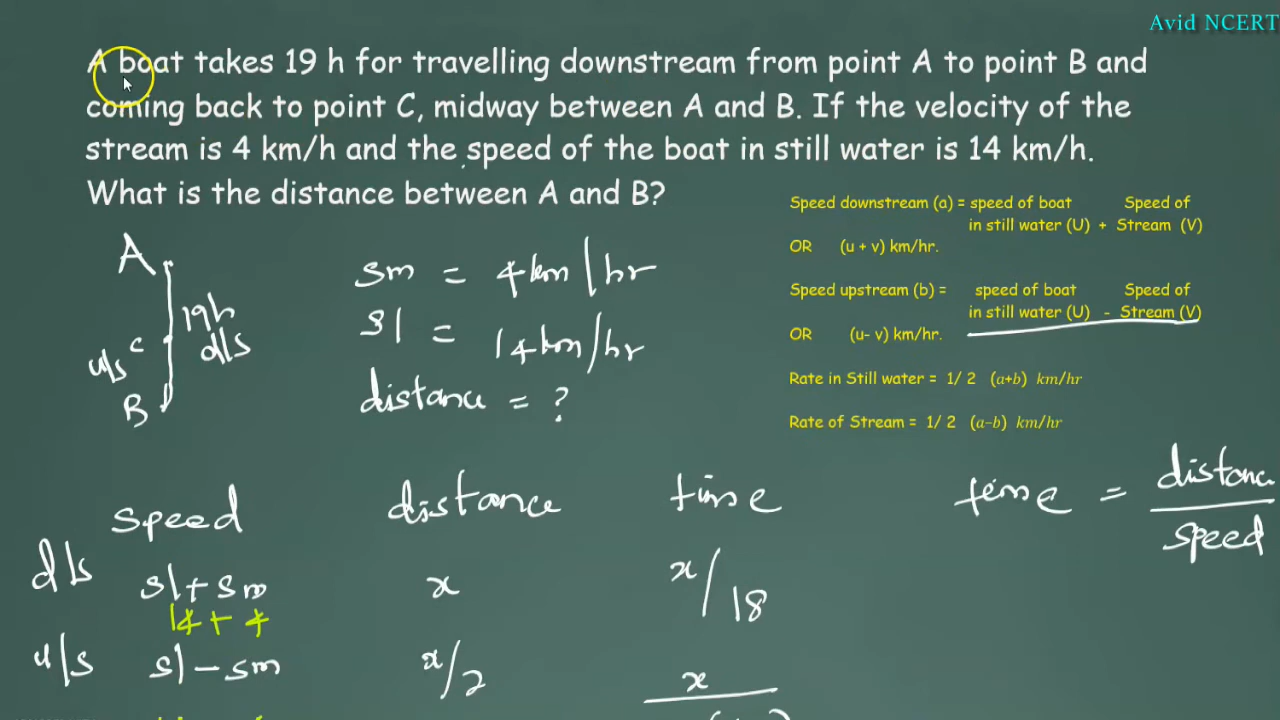 Avid NCERT
A boat takes 19 h for travelling downstream from point A to point B and
coming back to point C, midway between A and B. If the velocity of the
stream is 4 km/h and the speed of the boat in still water is 14 km/h.
What is the distance between A and B?
Speed downstream (a) = speed of boat Speed of
in still water (U) + Stream (V)
OR (u + v) km/hr.
Speed upstream (b) = speed of boat Speed of
in still water (U) - Stream (V)
OR (u- v) km/hr.
Rate in Still water = 1/ 2 (a+b) km/hr
Rate of Stream = 1/ 2 (a–b) km/hr
A
19h
d/s
u/s C
B
sm = 4km/hr
sl = 14km/hr
distance = ?
time = distance
speed
speed distance time
d/s sl+sm x x/18
14+4
u/s sl-sm x/2 x